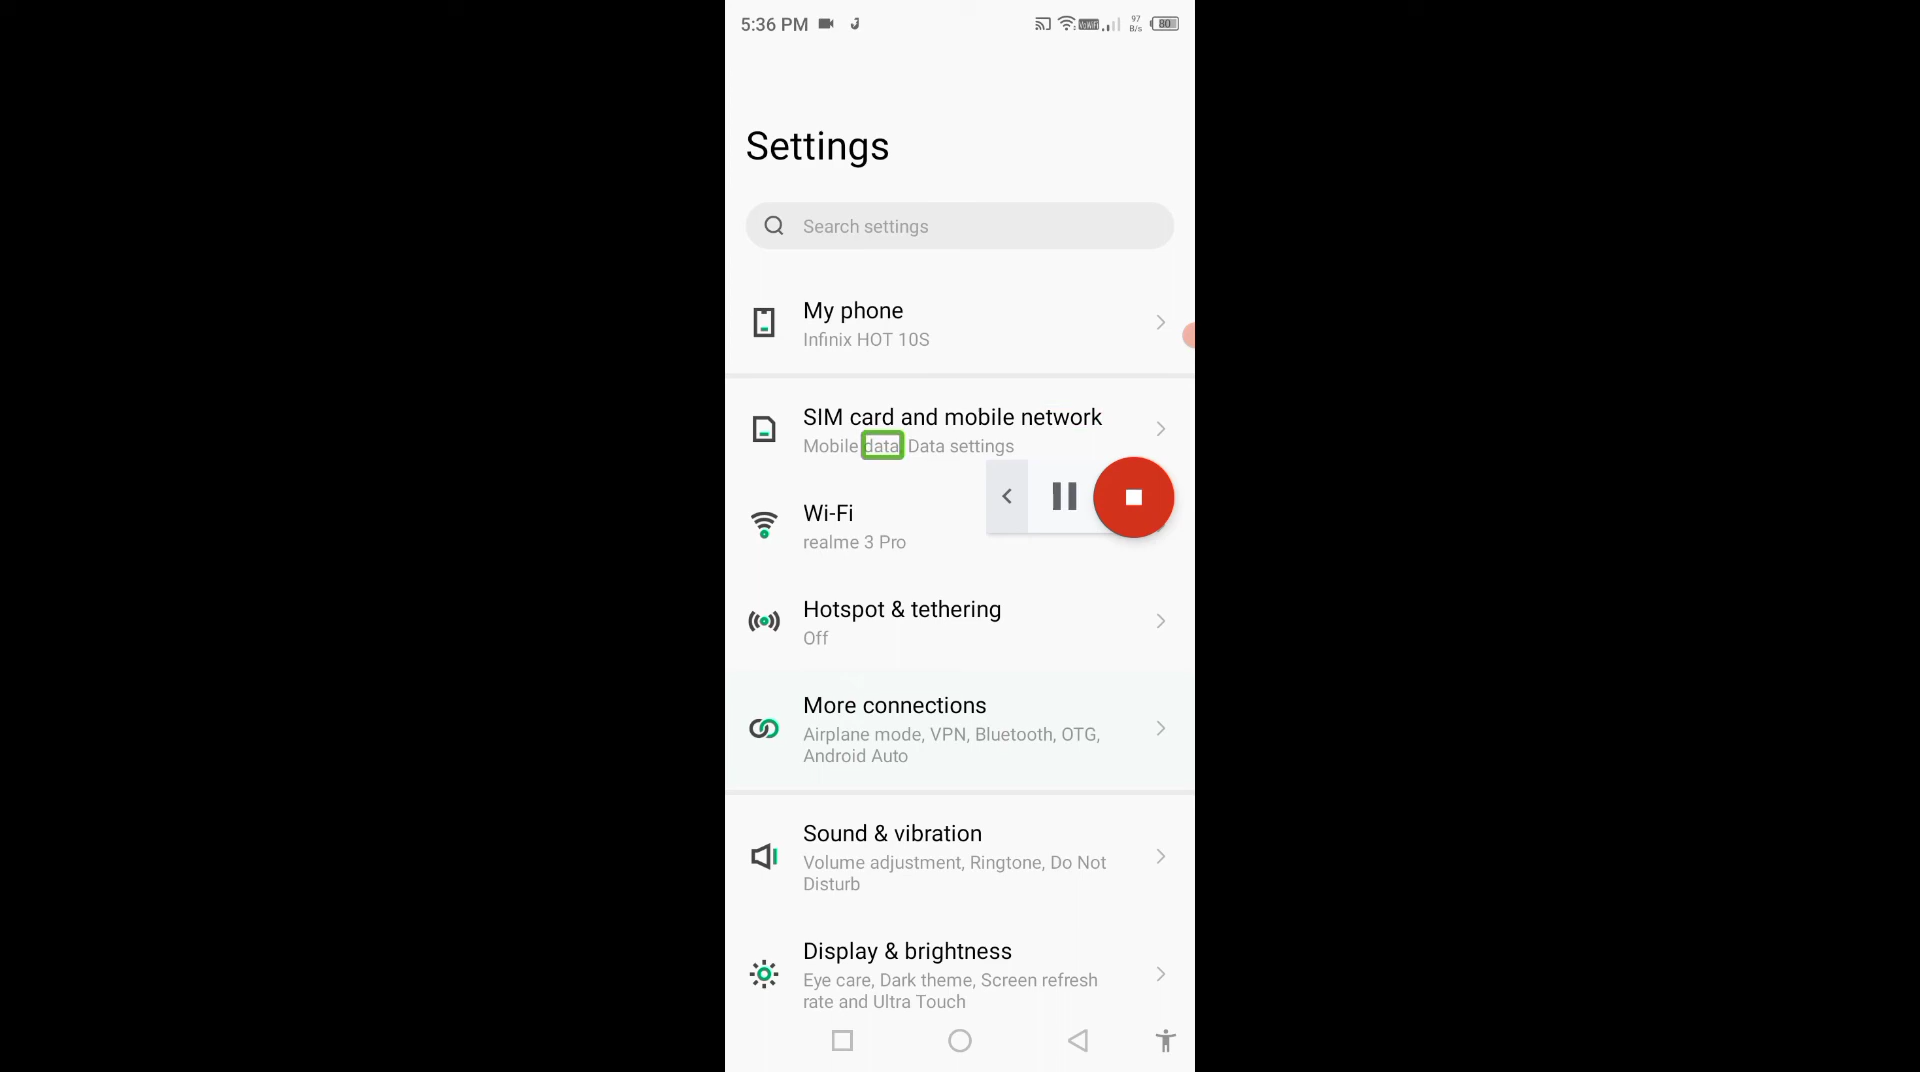 5:36 PM
VoWiFi
97
B/s
80
Settings
Search settings
My phone
Infinix HOT 10S
SIM card and mobile network
Mobile data, Data settings
Wi-Fi
realme 3 Pro
Hotspot & tethering
Off
More connections
Airplane mode, VPN, Bluetooth, OTG,
Android Auto
Sound & vibration
Volume adjustment, Ringtone, Do Not
Disturb
Display & brightness
Eye care, Dark theme, Screen refresh
rate and Ultra Touch